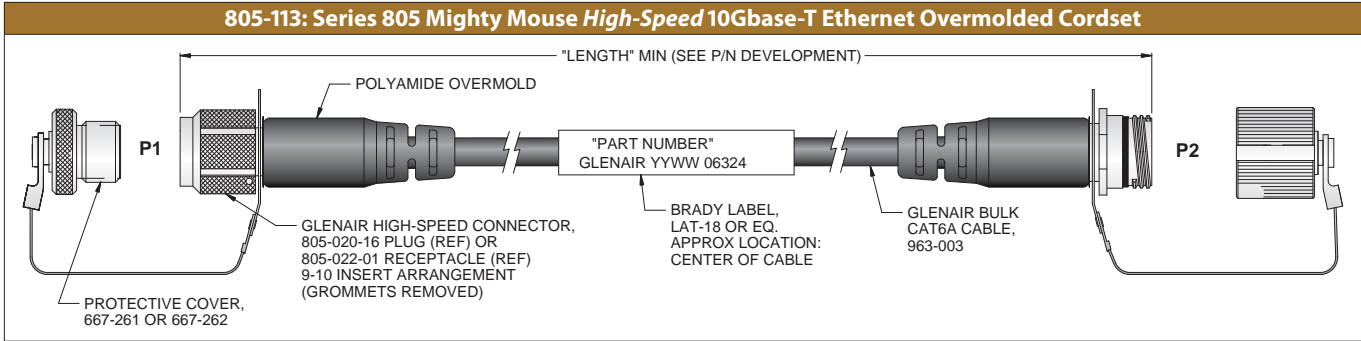 805-113: Series 805 Mighty Mouse High-Speed 10Gbase-T Ethernet Overmolded Cordset
"LENGTH" MIN (SEE P/N DEVELOPMENT)
POLYAMIDE OVERMOLD
P1
"PART NUMBER"
GLENAIR YYWW 06324
P2
GLENAIR HIGH-SPEED CONNECTOR,
805-020-16 PLUG (REF) OR
805-022-01 RECEPTACLE (REF)
9-10 INSERT ARRANGEMENT
(GROMMETS REMOVED)
BRADY LABEL,
LAT-18 OR EQ.
APPROX LOCATION:
CENTER OF CABLE
GLENAIR BULK
CAT6A CABLE,
963-003
PROTECTIVE COVER,
667-261 OR 667-262